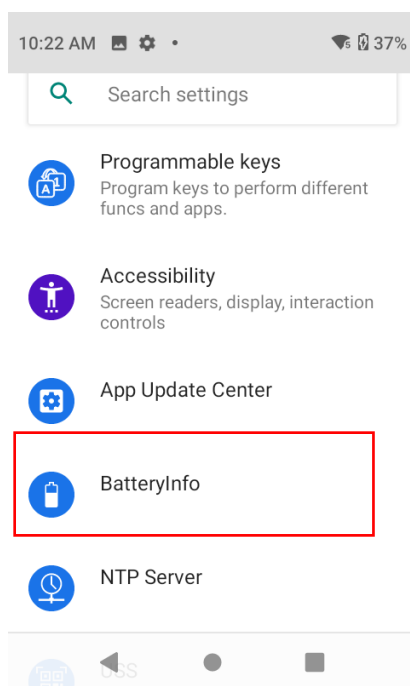 10:22 AM 37%
Search settings
Programmable keys
Program keys to perform different
funcs and apps.
Accessibility
Screen readers, display, interaction
controls
App Update Center
BatteryInfo
NTP Server
USS